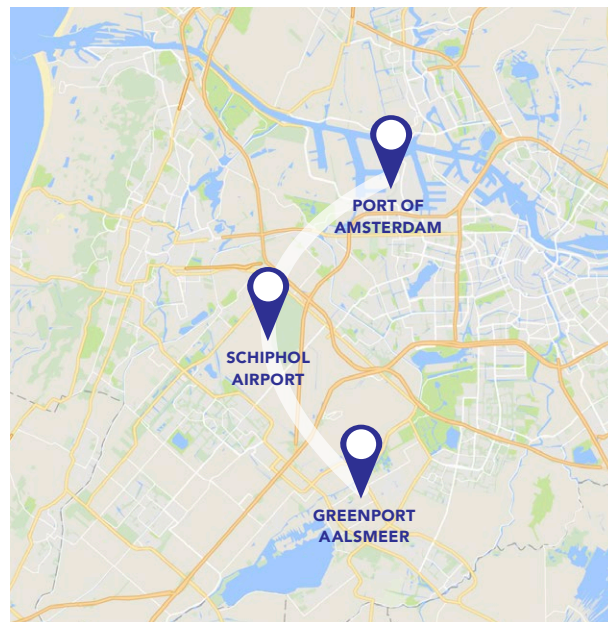 PORT OF
AMSTERDAM
SCHIPHOL
AIRPORT
GREENPORT
AALSMEER